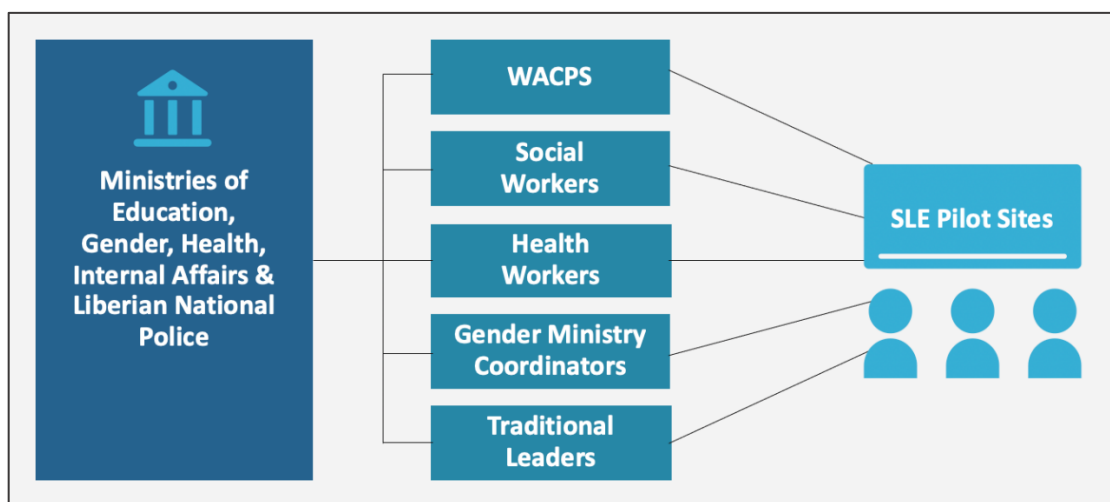 Ministries of
Education,
Gender, Health,
Internal Affairs &
Liberian National
Police
WACPS
Social
Workers
Health
Workers
Gender Ministry
Coordinators
Traditional
Leaders
SLE Pilot Sites